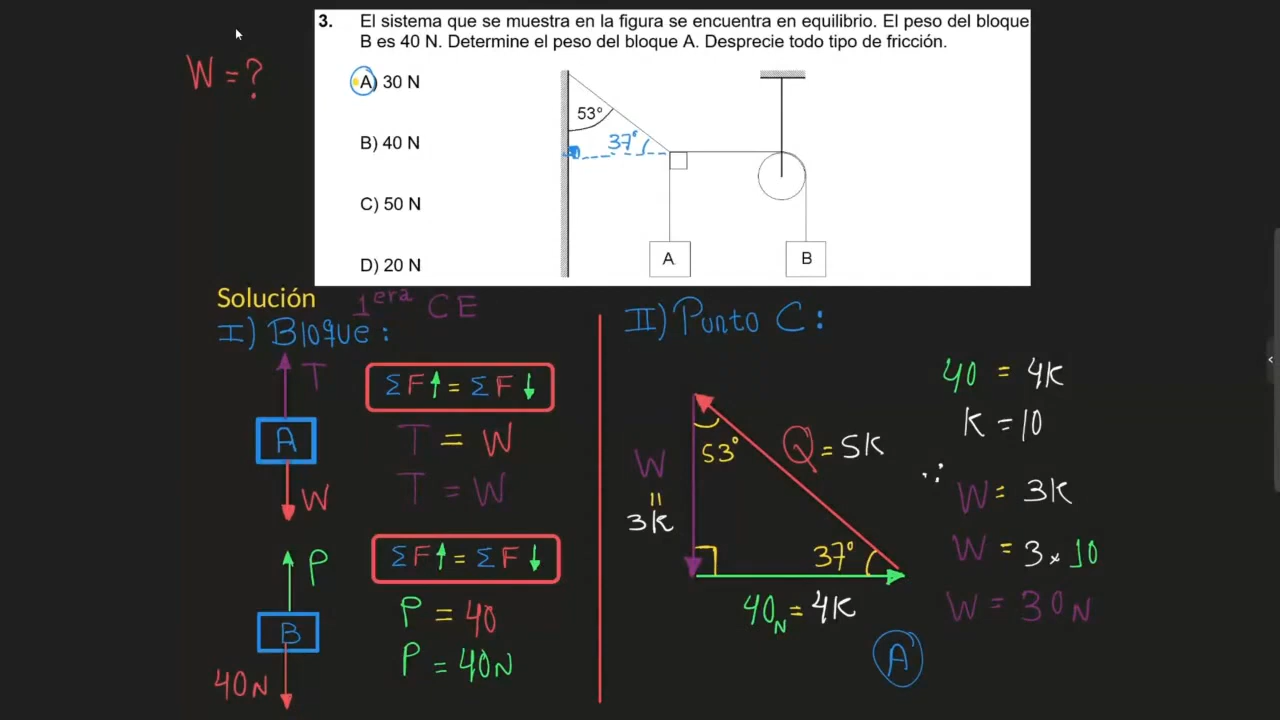 W = ?
3. El sistema que se muestra en la figura se encuentra en equilibrio. El peso del bloque
B es 40 N. Determine el peso del bloque A. Desprecie todo tipo de fricción.
A) 30 N
B) 40 N
C) 50 N
D) 20 N
53°
37°
A
B
Solución
1era CE
I) Bloque:
T
A
W
ΣF↑ = ΣF↓
T = W
T = W
P
B
40N
ΣF↑ = ΣF↓
P = 40
P = 40N
II) Punto C:
W
=
3k
53°
Q = 5k
37°
40N = 4k
40 = 4k
k = 10
∴
W = 3k
W = 3 × 10
W = 30N
A